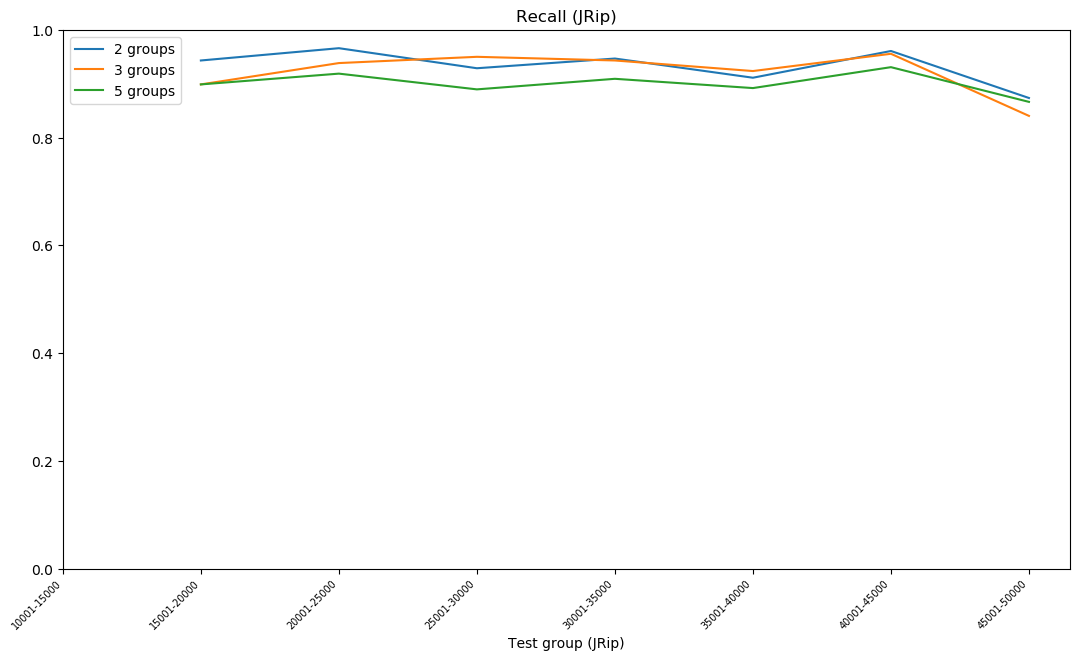 Recall (JRip)
1.0
0.8
0.6
0.4
0.2
0.0
2 groups
3 groups
5 groups
10001-15000
15001-20000
20001-25000
25001-30000
30001-35000
35001-40000
40001-45000
45001-50000
Test group (JRip)